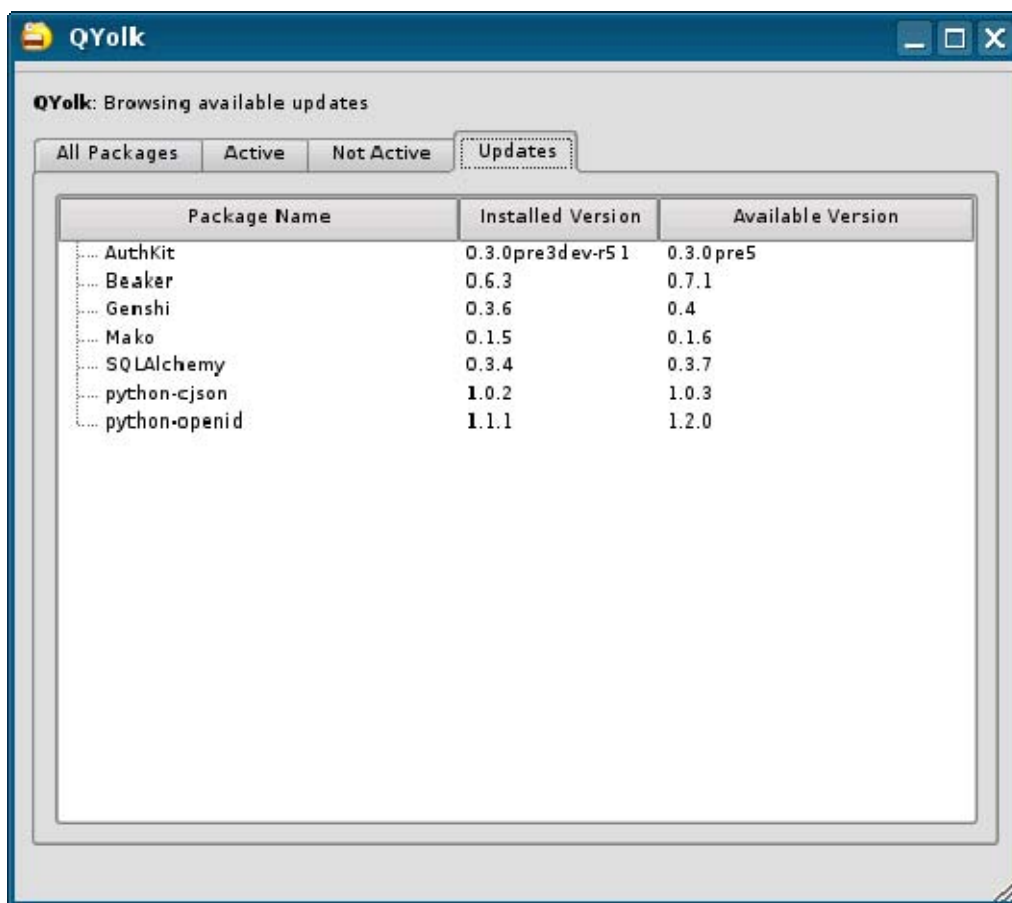 QYolk
QYolk: Browsing available updates
All Packages Active Not Active Updates
Package Name Installed Version Available Version
AuthKit 0.3.0pre3dev-r51 0.3.0pre5
Beaker 0.6.3 0.7.1
Genshi 0.3.6 0.4
Mako 0.1.5 0.1.6
SQLAlchemy 0.3.4 0.3.7
python-cjson 1.0.2 1.0.3
python-openid 1.1.1 1.2.0